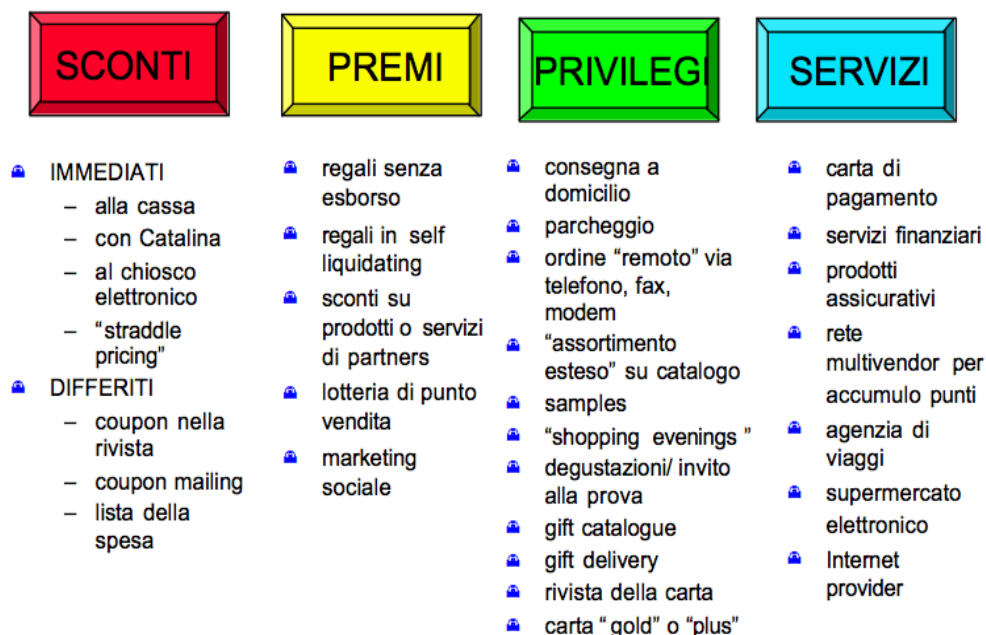 SCONTI
IMMEDIATI
– alla cassa
– con Catalina
– al chiosco
elettronico
– “straddle
pricing”
DIFFERITI
– coupon nella
rivista
– coupon mailing
– lista della
spesa
PREMI
regali senza
esborso
regali in self
liquidating
sconti su
prodotti o servizi
di partners
lotteria di punto
vendita
marketing
sociale
PRIVILEGI
consegna a
domicilio
parcheggio
ordine “remoto” via
telefono, fax,
modem
“assortimento
esteso” su catalogo
samples
“shopping evenings ”
degustazioni/ invito
alla prova
gift catalogue
gift delivery
rivista della carta
carta “ gold” o “plus”
SERVIZI
carta di
pagamento
servizi finanziari
prodotti
assicurativi
rete
multivendor per
accumulo punti
agenzia di
viaggi
supermercato
elettronico
Internet
provider